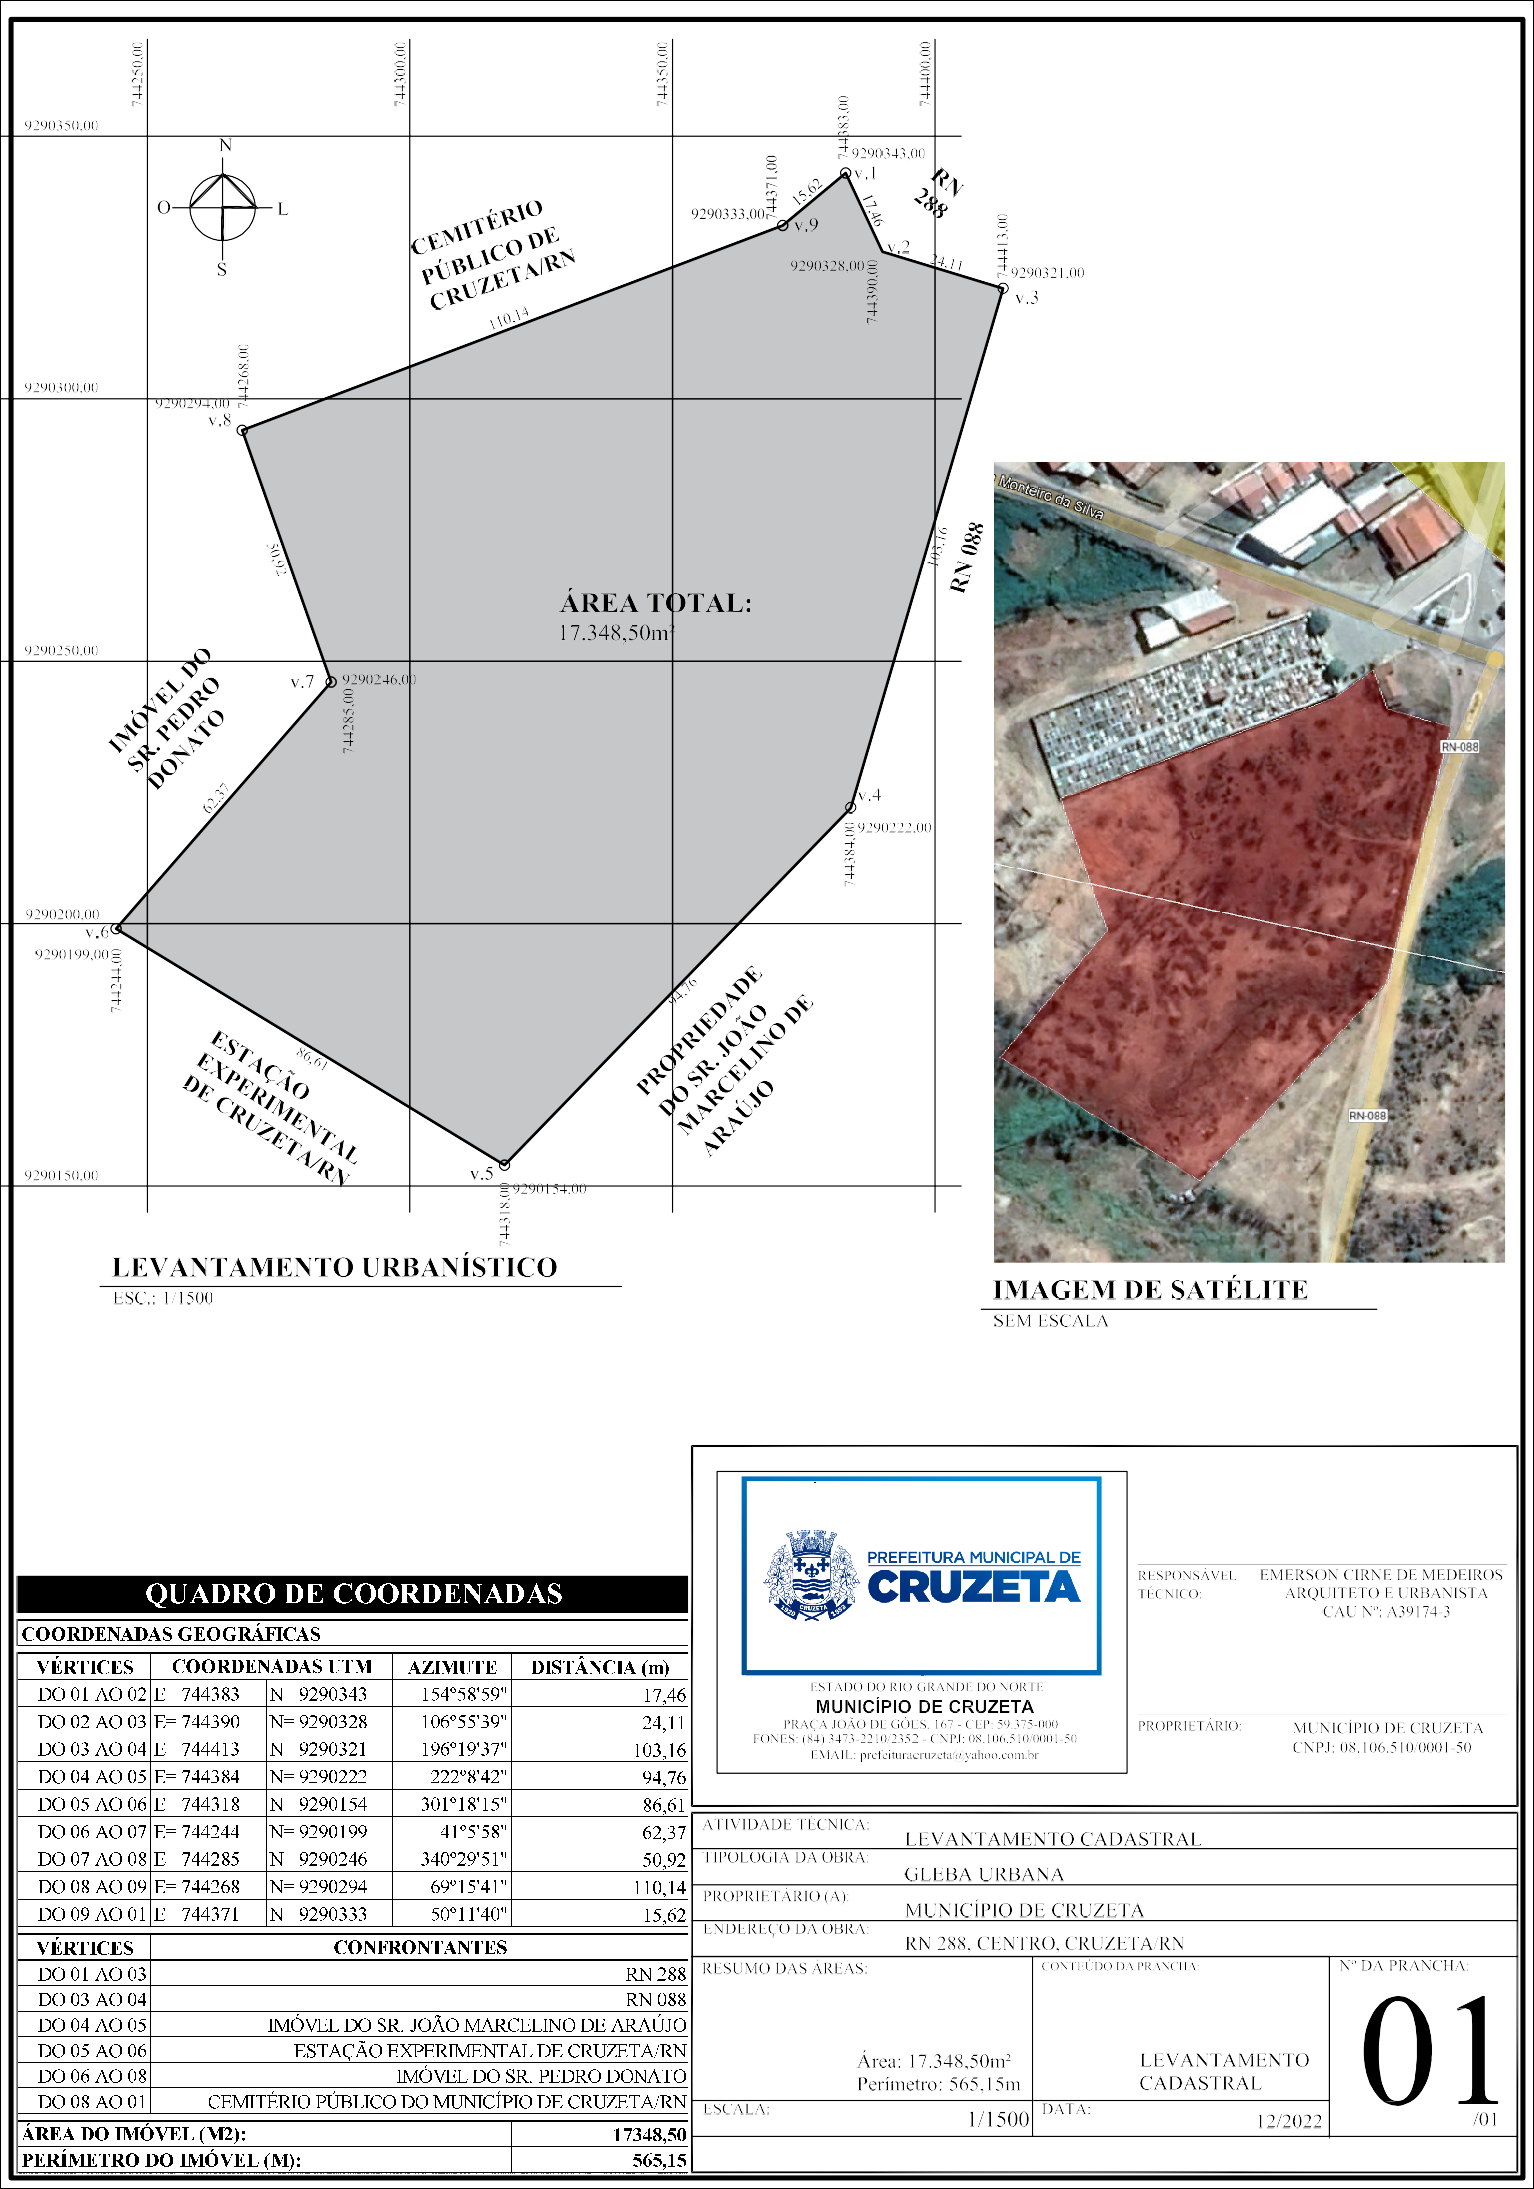 744250,00
744300,00
744350,00
744400,00
9290350,00
N
O
L
S
744383,00
9290343,00
v.1
RN
288
744371,00
15,62
17,46
9290333,00
v.9
v.2
744413,00
24,11
9290328,00
744390,00
9290321,00
v.3
CEMITÉRIO
PÚBLICO DE
CRUZETA/RN
110,14
744268,00
9290300,00
9290294,00
v.8
50,92
103,16
RN 088
ÁREA TOTAL:
17.348,50m²
9290250,00
v.7
9290246,00
744285,00
IMÓVEL DO
SR. PEDRO
DONATO
62,37
v.4
9290222,00
744384,00
9290200,00
v.6
9290199,00
744244,00
94,76
PROPRIEDADE
DO SR. JOÃO
MARCELINO DE
ARAÚJO
ESTAÇÃO
EXPERIMENTAL
DE CRUZETA/RN
86,61
9290150,00
v.5
9290154,00
744318,00
LEVANTAMENTO URBANÍSTICO
ESC.: 1/1500
Monteiro da Silva
RN-088
RN-088
IMAGEM DE SATÉLITE
SEM ESCALA
QUADRO DE COORDENADAS
COORDENADAS GEOGRÁFICAS
VÉRTICES COORDENADAS UTM AZIMUTE DISTÂNCIA (m)
DO 01 AO 02 E= 744383 N= 9290343 154°58'59" 17,46
DO 02 AO 03 E= 744390 N= 9290328 106°55'39" 24,11
DO 03 AO 04 E= 744413 N= 9290321 196°19'37" 103,16
DO 04 AO 05 E= 744384 N= 9290222 222°8'42" 94,76
DO 05 AO 06 E= 744318 N= 9290154 301°18'15" 86,61
DO 06 AO 07 E= 744244 N= 9290199 41°5'58" 62,37
DO 07 AO 08 E= 744285 N= 9290246 340°29'51" 50,92
DO 08 AO 09 E= 744268 N= 9290294 69°15'41" 110,14
DO 09 AO 01 E= 744371 N= 9290333 50°11'40" 15,62
VÉRTICES CONFRONTANTES
DO 01 AO 03 RN 288
DO 03 AO 04 RN 088
DO 04 AO 05 IMÓVEL DO SR. JOÃO MARCELINO DE ARAÚJO
DO 05 AO 06 ESTAÇÃO EXPERIMENTAL DE CRUZETA/RN
DO 06 AO 08 IMÓVEL DO SR. PEDRO DONATO
DO 08 AO 01 CEMITÉRIO PÚBLICO DO MUNICÍPIO DE CRUZETA/RN
ÁREA DO IMÓVEL (M2): 17348,50
PERÍMETRO DO IMÓVEL (M): 565,15
PREFEITURA MUNICIPAL DE
CRUZETA
1920 CRUZETA 1953
ESTADO DO RIO GRANDE DO NORTE
MUNICÍPIO DE CRUZETA
PRAÇA JOÃO DE GÓES, 167 - CEP: 59.375-000
FONES: (84) 3473-2210/2352 - CNPJ: 08.106.510/0001-50
EMAIL: prefeituracruzeta@yahoo.com.br
RESPONSÁVEL
TÉCNICO:
EMERSON CIRNE DE MEDEIROS
ARQUITETO E URBANISTA
CAU Nº: A39174-3
PROPRIETÁRIO:
MUNICÍPIO DE CRUZETA
CNPJ: 08.106.510/0001-50
ATIVIDADE TÉCNICA:
LEVANTAMENTO CADASTRAL
TIPOLOGIA DA OBRA:
GLEBA URBANA
PROPRIETÁRIO (A):
MUNICÍPIO DE CRUZETA
ENDEREÇO DA OBRA:
RN 288, CENTRO, CRUZETA/RN
RESUMO DAS ÁREAS:
Área: 17.348,50m²
Perímetro: 565,15m
CONTEÚDO DA PRANCHA:
LEVANTAMENTO
CADASTRAL
Nº DA PRANCHA:
01
/01
ESCALA:
1/1500
DATA:
12/2022